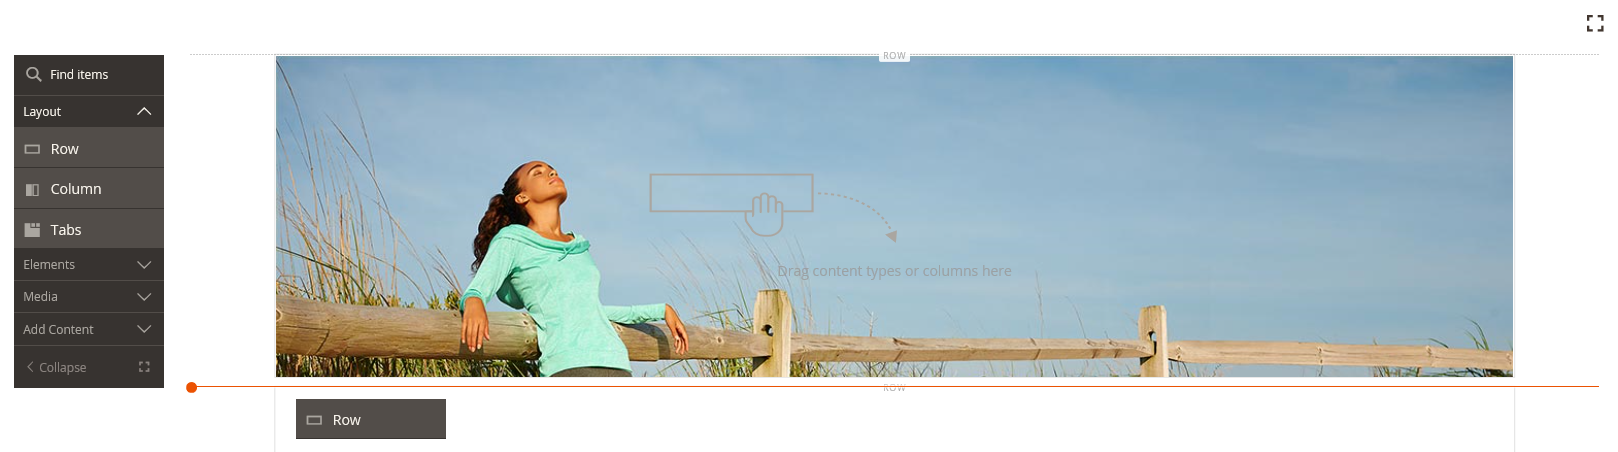 Find items
Layout
Row
Column
Tabs
Elements
Media
Add Content
Collapse
ROW
Drag content types or columns here
ROW
Row